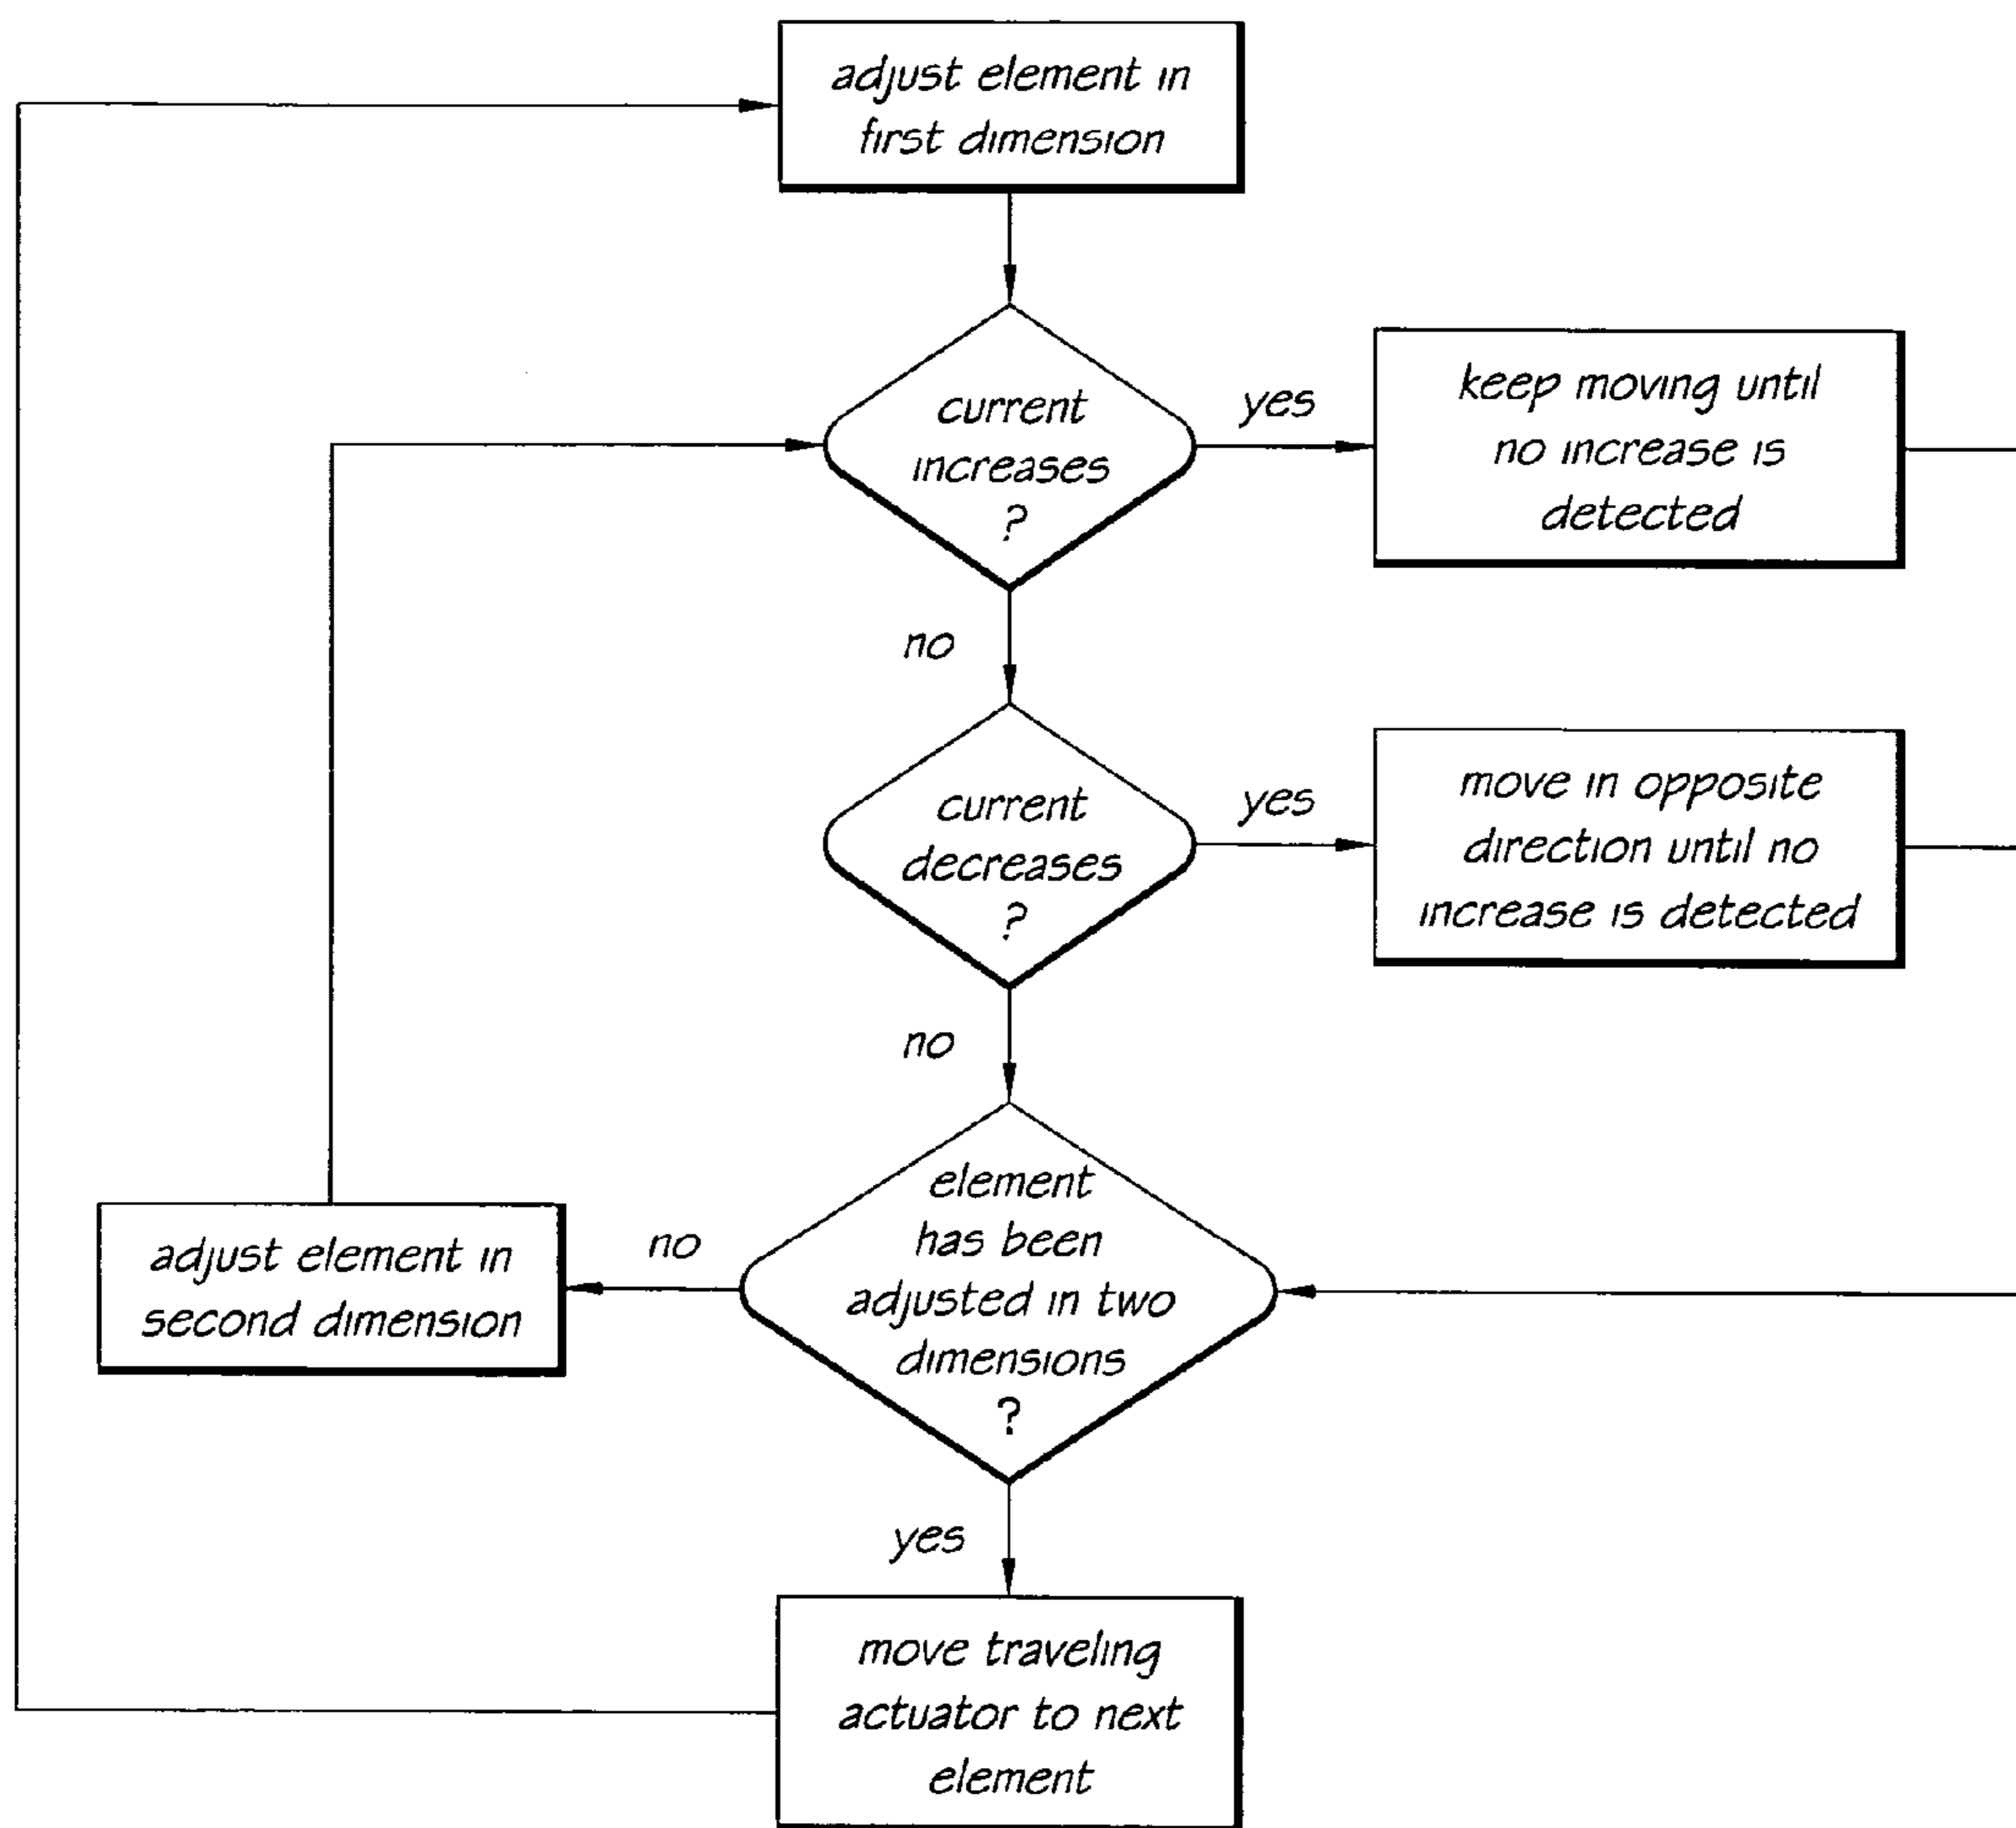 adjust element in
first dimension
current
increases
?
yes
keep moving until
no increase is
detected
no
current
decreases
?
yes
move in opposite
direction until no
increase is detected
no
element
has been
adjusted in two
dimensions
?
no
adjust element in
second dimension
yes
move traveling
actuator to next
element